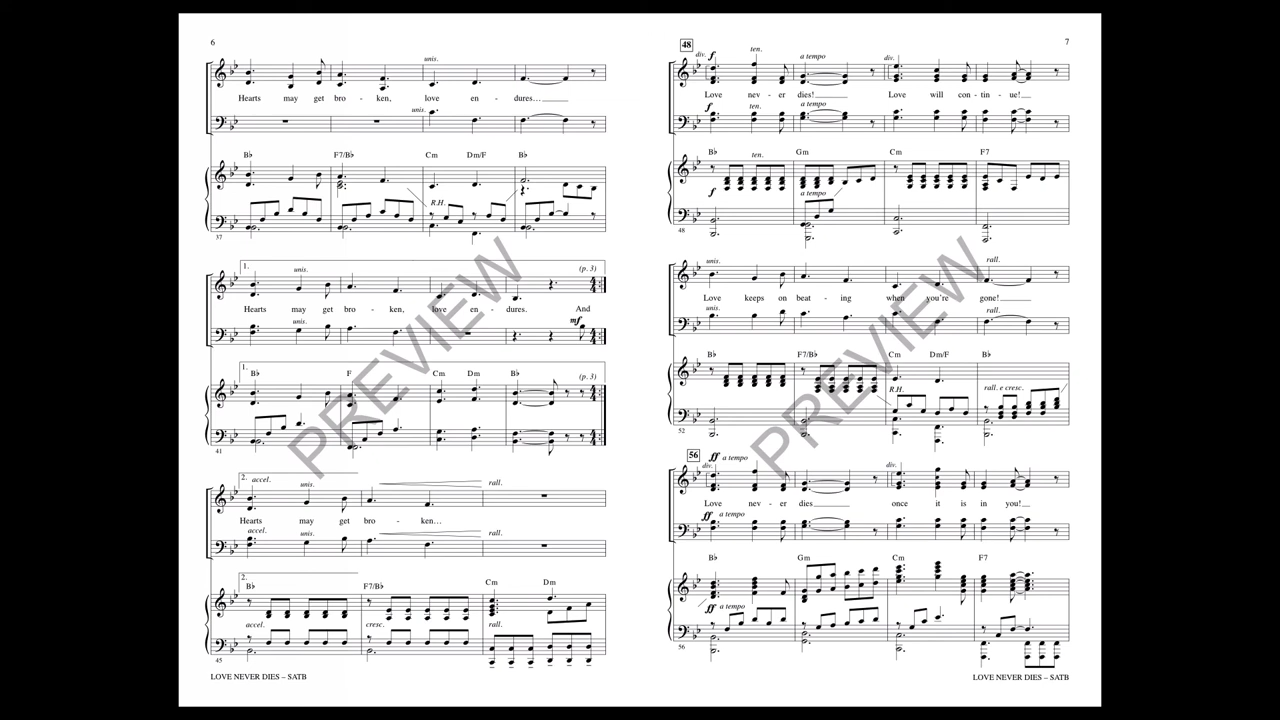 6
unis.
Hearts may get bro - ken, love en - dures...
unis.
B♭ F7/B♭ Cm Dm/F B♭
R.H.
37
1. (p. 3)
unis.
Hearts may get bro - ken, love en - dures. And
unis. mf
1. (p. 3)
B♭ F Cm Dm B♭
41
2. accel. unis. rall.
Hearts may get bro - ken...
accel. unis. rall.
2.
B♭ F7/B♭ Cm Dm
accel. cresc. rall.
45
LOVE NEVER DIES – SATB
7
48
div. f ten. a tempo div.
Love nev - er dies! Love will con - tin - ue!
f ten. a tempo
B♭ Gm Cm F7
ten.
f a tempo
48
unis. rall.
Love keeps on beat - ing when you're gone!
unis. rall.
B♭ F7/B♭ Cm Dm/F B♭
R.H. rall. e cresc.
52
56
ff a tempo
div. div.
Love nev - er dies once it is in you!
ff a tempo
B♭ Gm Cm F7
ff a tempo
56
LOVE NEVER DIES – SATB
PREVIEW
PREVIEW